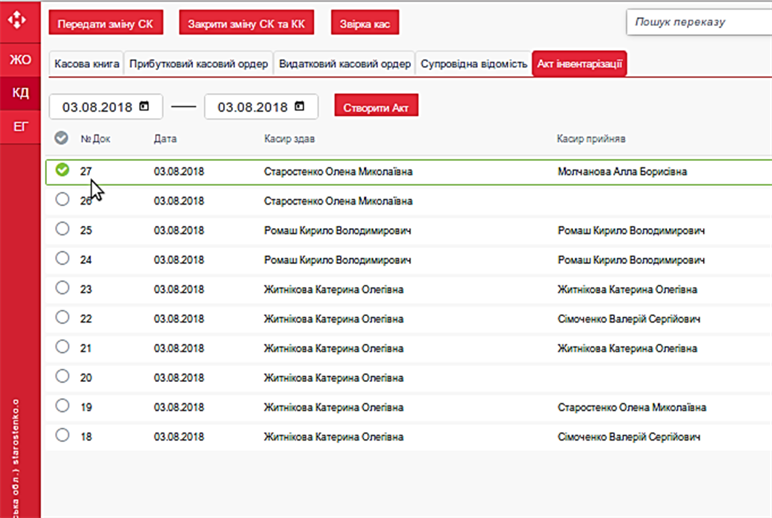 Передати зміну СК Закрити зміну СК та КК Звірка кас Пошук переказу
ЖО Касова книга Прибутковий касовий ордер Видатковий касовий ордер Супровідна відомість Акт інвентарізації
КД 03.08.2018 — 03.08.2018 Створити Акт
ЕГ № Док Дата Касир здав Касир прийняв
27 03.08.2018 Старостенко Олена Миколаївна Молчанова Алла Борисівна
26 03.08.2018 Старостенко Олена Миколаївна
25 03.08.2018 Ромаш Кирило Володимирович Ромаш Кирило Володимирович
24 03.08.2018 Ромаш Кирило Володимирович Ромаш Кирило Володимирович
23 03.08.2018 Житнікова Катерина Олегівна Житнікова Катерина Олегівна
22 03.08.2018 Житнікова Катерина Олегівна Сімоченко Валерій Сергійович
21 03.08.2018 Житнікова Катерина Олегівна Житнікова Катерина Олегівна
20 03.08.2018 Житнікова Катерина Олегівна
19 03.08.2018 Житнікова Катерина Олегівна Старостенко Олена Миколаївна
18 03.08.2018 Житнікова Катерина Олегівна Сімоченко Валерій Сергійович
ська обл.) starostenko.o